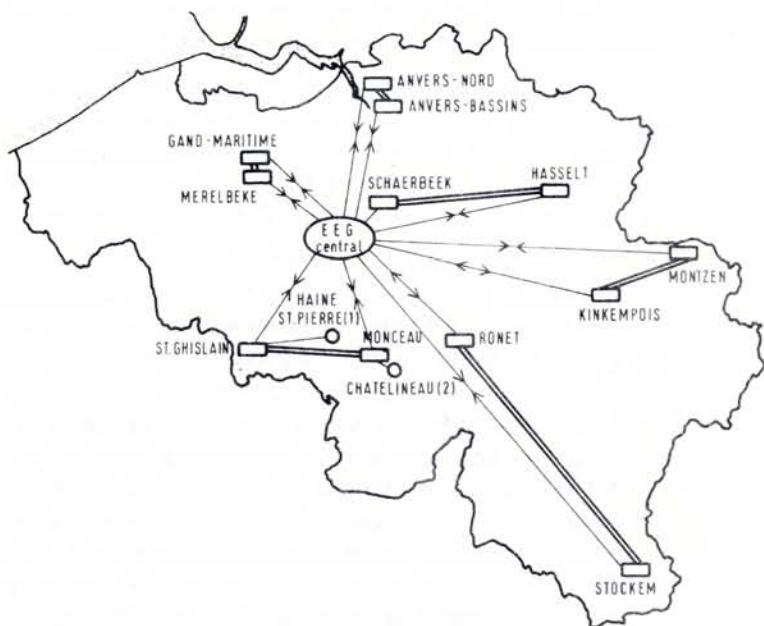 ANVERS-NORD
ANVERS-BASSINS
GAND-MARITIME
MERELBEKE
SCHAERBEEK
HASSELT
EEG
central
MONTZEN
KINKEMPOIS
HAINE
ST.PIERRE(1)
ST.GHISLAIN
MONCEAU
RONET
CHATELINEAU(2)
STOCKEM